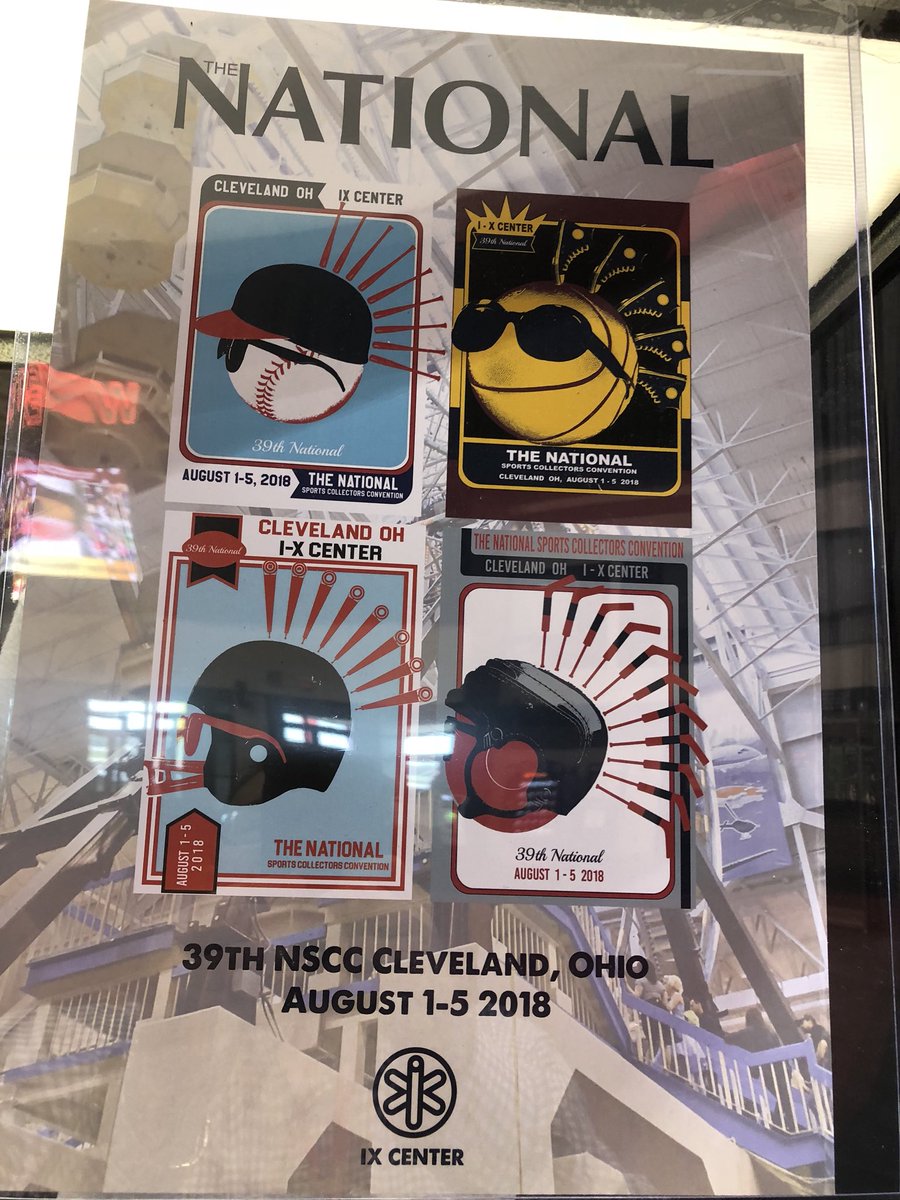 THE
NATIONAL
CLEVELAND OH IX CENTER
39th National
AUGUST 1-5, 2018 THE NATIONAL
SPORTS COLLECTORS CONVENTION
I-X CENTER
39th National
THE NATIONAL
SPORTS COLLECTORS CONVENTION
CLEVELAND OH, AUGUST 1-5 2018
39th National
CLEVELAND OH
I-X CENTER
AUGUST 1-5
2018
THE NATIONAL
SPORTS COLLECTORS CONVENTION
THE NATIONAL SPORTS COLLECTORS CONVENTION
CLEVELAND OH I-X CENTER
39th National
AUGUST 1-5 2018
39TH NSCC CLEVELAND, OHIO
AUGUST 1-5 2018
IX CENTER